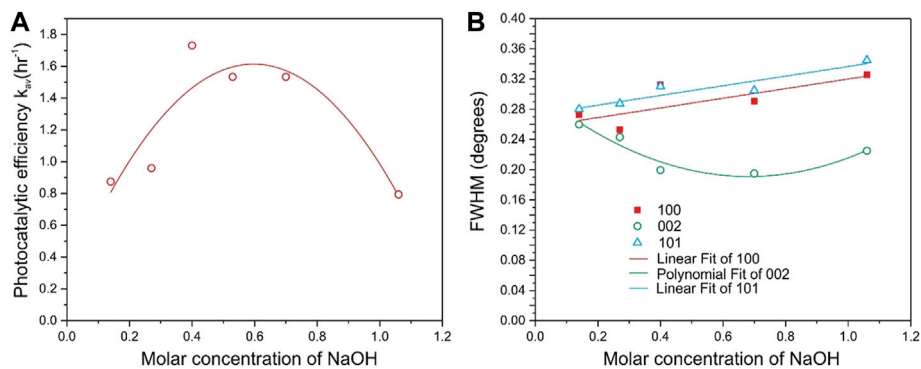 A
Photocatalytic efficiency kav(hr-1)
1.8
1.6
1.4
1.2
1.0
0.8
0.6
0.4
0.2
0.0
0.0 0.2 0.4 0.6 0.8 1.0 1.2
Molar concentration of NaOH
B
FWHM (degrees)
0.40
0.36
0.32
0.28
0.24
0.20
0.16
0.12
0.08
0.04
0.00
100
002
101
Linear Fit of 100
Polynomial Fit of 002
Linear Fit of 101
0.0 0.2 0.4 0.6 0.8 1.0 1.2
Molar concentration of NaOH